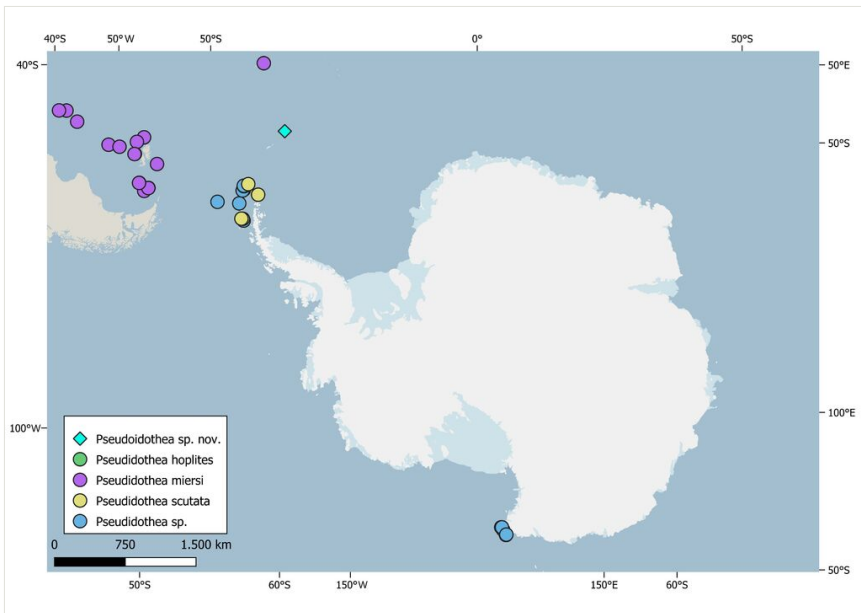 40°S 50°W 50°S 0° 50°S
40°S 50°E
50°S
100°W 100°E
Pseudoidothea sp. nov.
Pseudidothea hoplites
Pseudidothea miersi
Pseudidothea scutata
Pseudidothea sp.
0 750 1.500 km
50°S
50°S 60°S 150°W 150°E 60°S